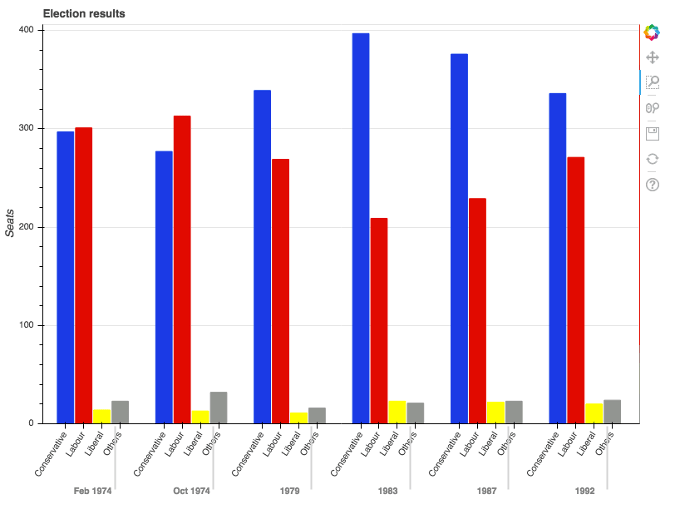 Election results
400
300
200
100
0
Seats
Conservative Labour Liberal Others Conservative Labour Liberal Others Conservative Labour Liberal Others Conservative Labour Liberal Others Conservative Labour Liberal Others Conservative Labour Liberal Others
Feb 1974 Oct 1974 1979 1983 1987 1992